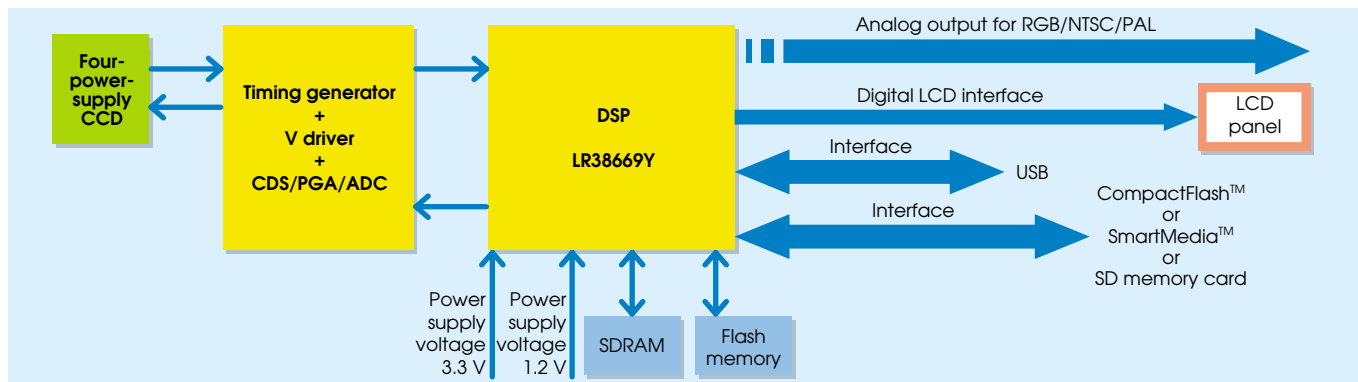 Four-
power-
supply
CCD
Timing generator
+
V driver
+
CDS/PGA/ADC
DSP
LR38669Y
Analog output for RGB/NTSC/PAL
Digital LCD interface
LCD
panel
Interface
USB
Interface
CompactFlash™
or
SmartMedia™
or
SD memory card
Power
supply
voltage
3.3 V
Power
supply
voltage
1.2 V
SDRAM
Flash
memory